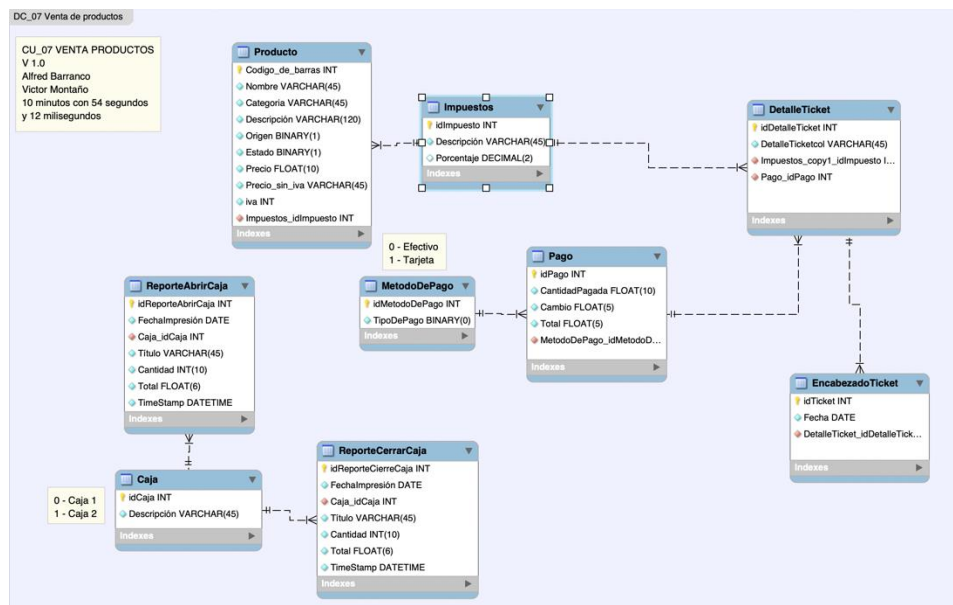 DC_07 Venta de productos
CU_07 VENTA PRODUCTOS
V 1.0
Alfred Barranco
Victor Montaño
10 minutos con 54 segundos
y 12 milisegundos
Producto
Codigo_de_barras INT
Nombre VARCHAR(45)
Categoria VARCHAR(45)
Descripción VARCHAR(120)
Origen BINARY(1)
Estado BINARY(1)
Precio FLOAT(10)
Precio_sin_iva VARCHAR(45)
iva INT
Impuestos_idImpuesto INT
Indexes
Impuestos
idImpuesto INT
Descripción VARCHAR(45)
Porcentaje DECIMAL(2)
Indexes
DetalleTicket
idDetalleTicket INT
DetalleTicketcol VARCHAR(45)
Impuestos_copy1_idImpuesto I...
Pago_idPago INT
Indexes
0 - Efectivo
1 - Tarjeta
MetodoDePago
idMetodoDePago INT
TipoDePago BINARY(0)
Indexes
Pago
idPago INT
CantidadPagada FLOAT(10)
Cambio FLOAT(5)
Total FLOAT(5)
MetodoDePago_idMetodoD...
Indexes
ReporteAbrirCaja
idReporteAbrirCaja INT
FechaImpresión DATE
Caja_idCaja INT
Título VARCHAR(45)
Cantidad INT(10)
Total FLOAT(6)
TimeStamp DATETIME
Indexes
EncabezadoTicket
idTicket INT
Fecha DATE
DetalleTicket_idDetalleTick...
Indexes
0 - Caja 1
1 - Caja 2
Caja
idCaja INT
Descripción VARCHAR(45)
Indexes
ReporteCerrarCaja
idReporteCierreCaja INT
FechaImpresión DATE
Caja_idCaja INT
Título VARCHAR(45)
Cantidad INT(10)
Total FLOAT(6)
TimeStamp DATETIME
Indexes